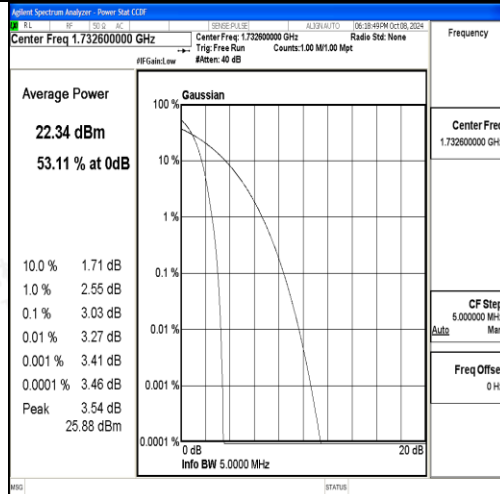 Agilent Spectrum Analyzer - Power Stat CCDF
RL RF 50 Ω AC SENSE:PULSE ALIGNAUTO 06:18:49 PM Oct 08, 2024
Center Freq 1.732600000 GHz
Center Freq: 1.732600000 GHz Radio Std: None
Trig: Free Run Counts:1.00 M/1.00 Mpt
#IFGain:Low #Atten: 40 dB
Frequency
Average Power
22.34 dBm
53.11 % at 0dB
10.0 % 1.71 dB
1.0 % 2.55 dB
0.1 % 3.03 dB
0.01 % 3.27 dB
0.001 % 3.41 dB
0.0001 % 3.46 dB
Peak 3.54 dB
25.88 dBm
Gaussian
100 %
10 %
1 %
0.1 %
0.01 %
0.001 %
0.0001 %
0 dB 20 dB
Info BW 5.0000 MHz
Center Freq
1.732600000 GHz
CF Step
5.000000 MHz
Auto Man
Freq Offse
0 H
MSG STATUS